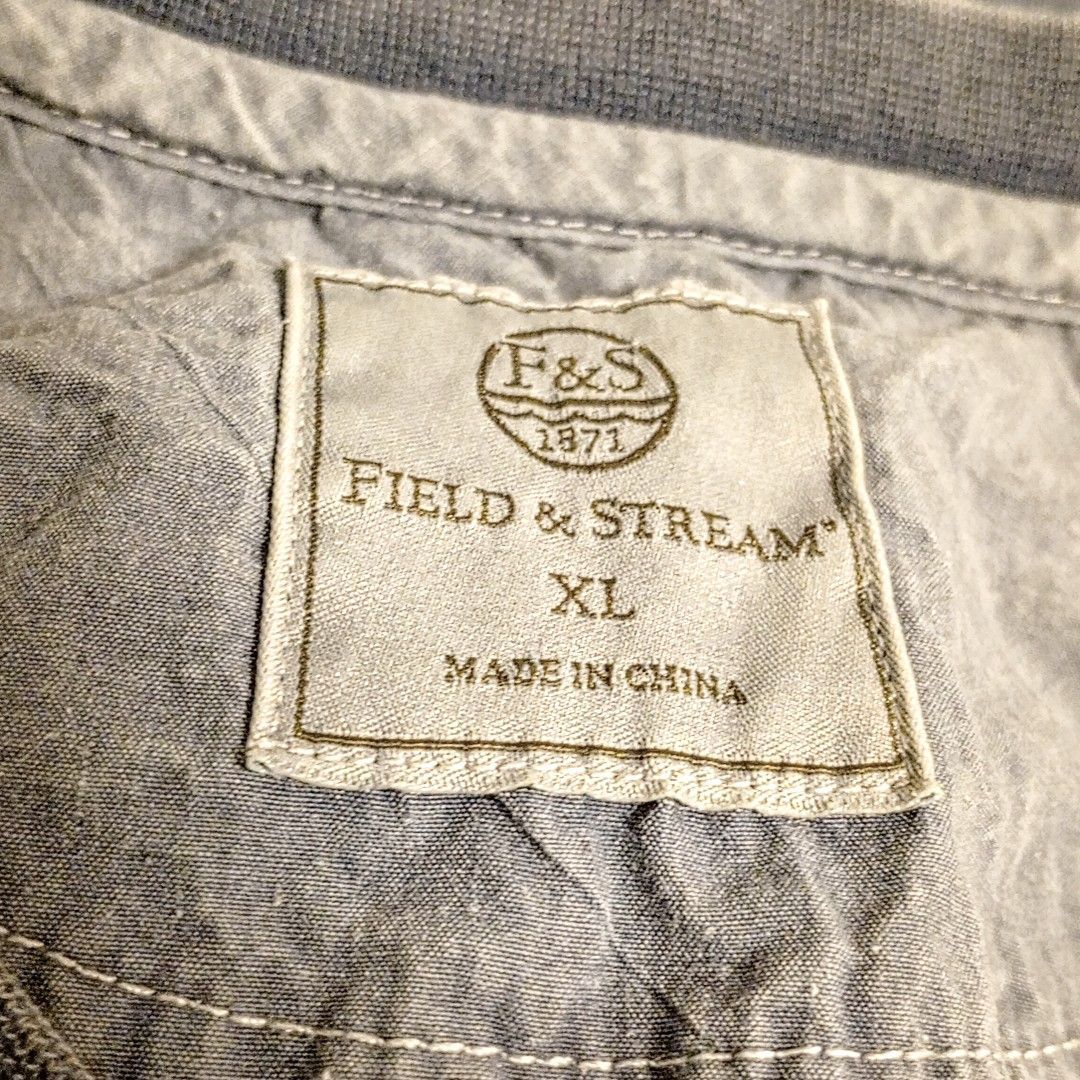 F&S
1871
FIELD & STREAM
XL
MADE IN CHINA